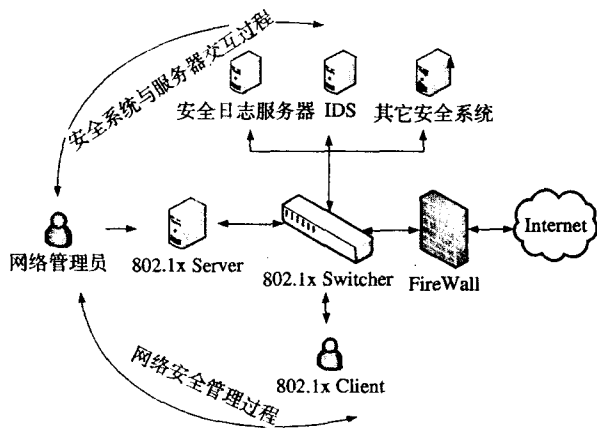 安全系统与服务器交互过程
安全日志服务器 IDS 其它安全系统
Internet
网络管理员 802.1x Server 802.1x Switcher FireWall
802.1x Client
网络安全管理过程